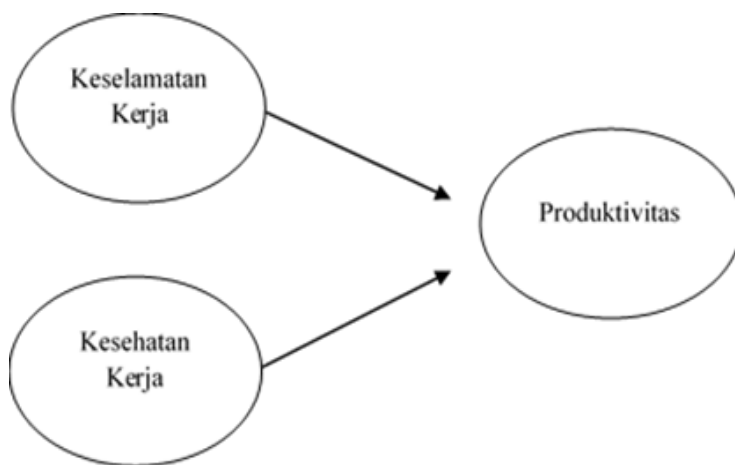 Keselamatan
Kerja
Produktivitas
Kesehatan
Kerja